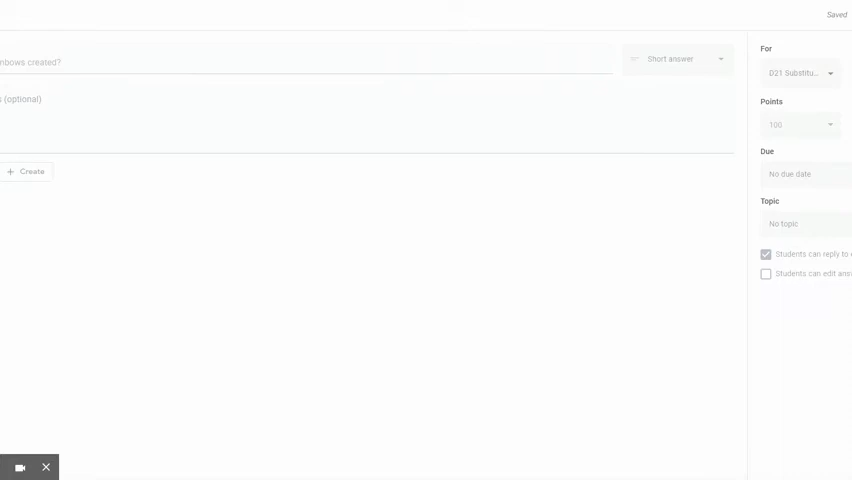 Saved
For
nbows created?
Short answer
D21 Substitu...
s (optional)
Points
100
Due
No due date
+ Create
Topic
No topic
Students can reply to
Students can edit ans